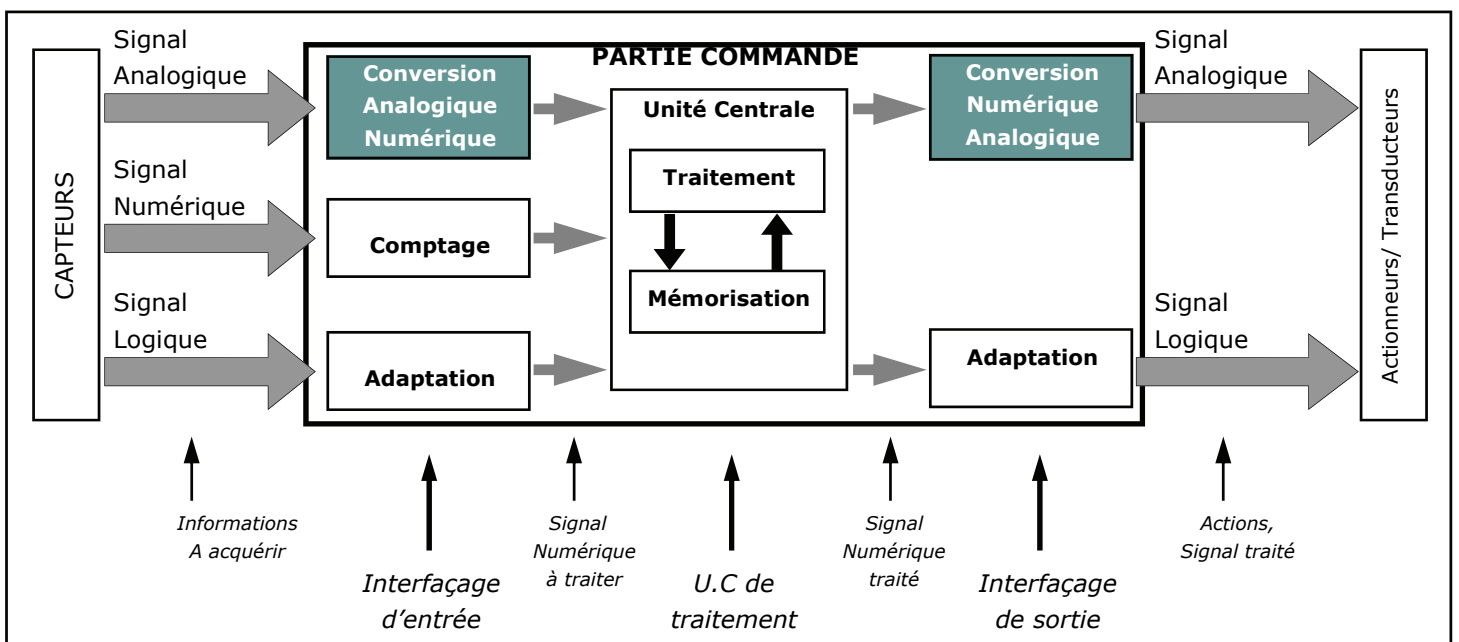 PARTIE COMMANDE
CAPTEURS
Signal
Analogique
Signal
Numérique
Signal
Logique
Conversion
Analogique
Numérique
Comptage
Adaptation
Unité Centrale
Traitement
Mémorisation
Conversion
Numérique
Analogique
Adaptation
Signal
Analogique
Signal
Logique
Actionneurs/ Transducteurs
Informations
A acquérir
Interfaçage
d’entrée
Signal
Numérique
à traiter
U.C de
traitement
Signal
Numérique
traité
Interfaçage
de sortie
Actions,
Signal traité